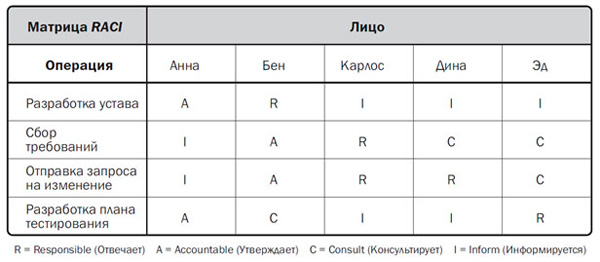 Матрица RACI Лицо
Операция Анна Бен Карлос Дина Эд
Разработка устава A R I I I
Сбор
требований I A R C C
Отправка запроса
на изменение I A R R C
Разработка плана
тестирования A C I I R
R = Responsible (Отвечает) A = Accountable (Утверждает) C = Consult (Консультирует) I = Inform (Информируется)